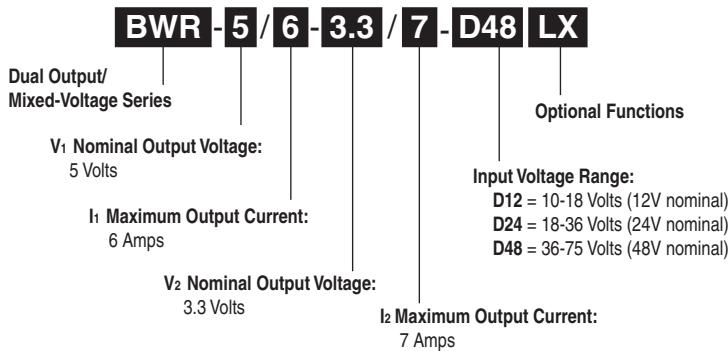 BWR - 5 / 6 - 3.3 / 7 - D48 LX
Dual Output/
Mixed-Voltage Series
Optional Functions
V1 Nominal Output Voltage:
5 Volts
Input Voltage Range:
D12 = 10-18 Volts (12V nominal)
D24 = 18-36 Volts (24V nominal)
D48 = 36-75 Volts (48V nominal)
I1 Maximum Output Current:
6 Amps
V2 Nominal Output Voltage:
3.3 Volts
I2 Maximum Output Current:
7 Amps